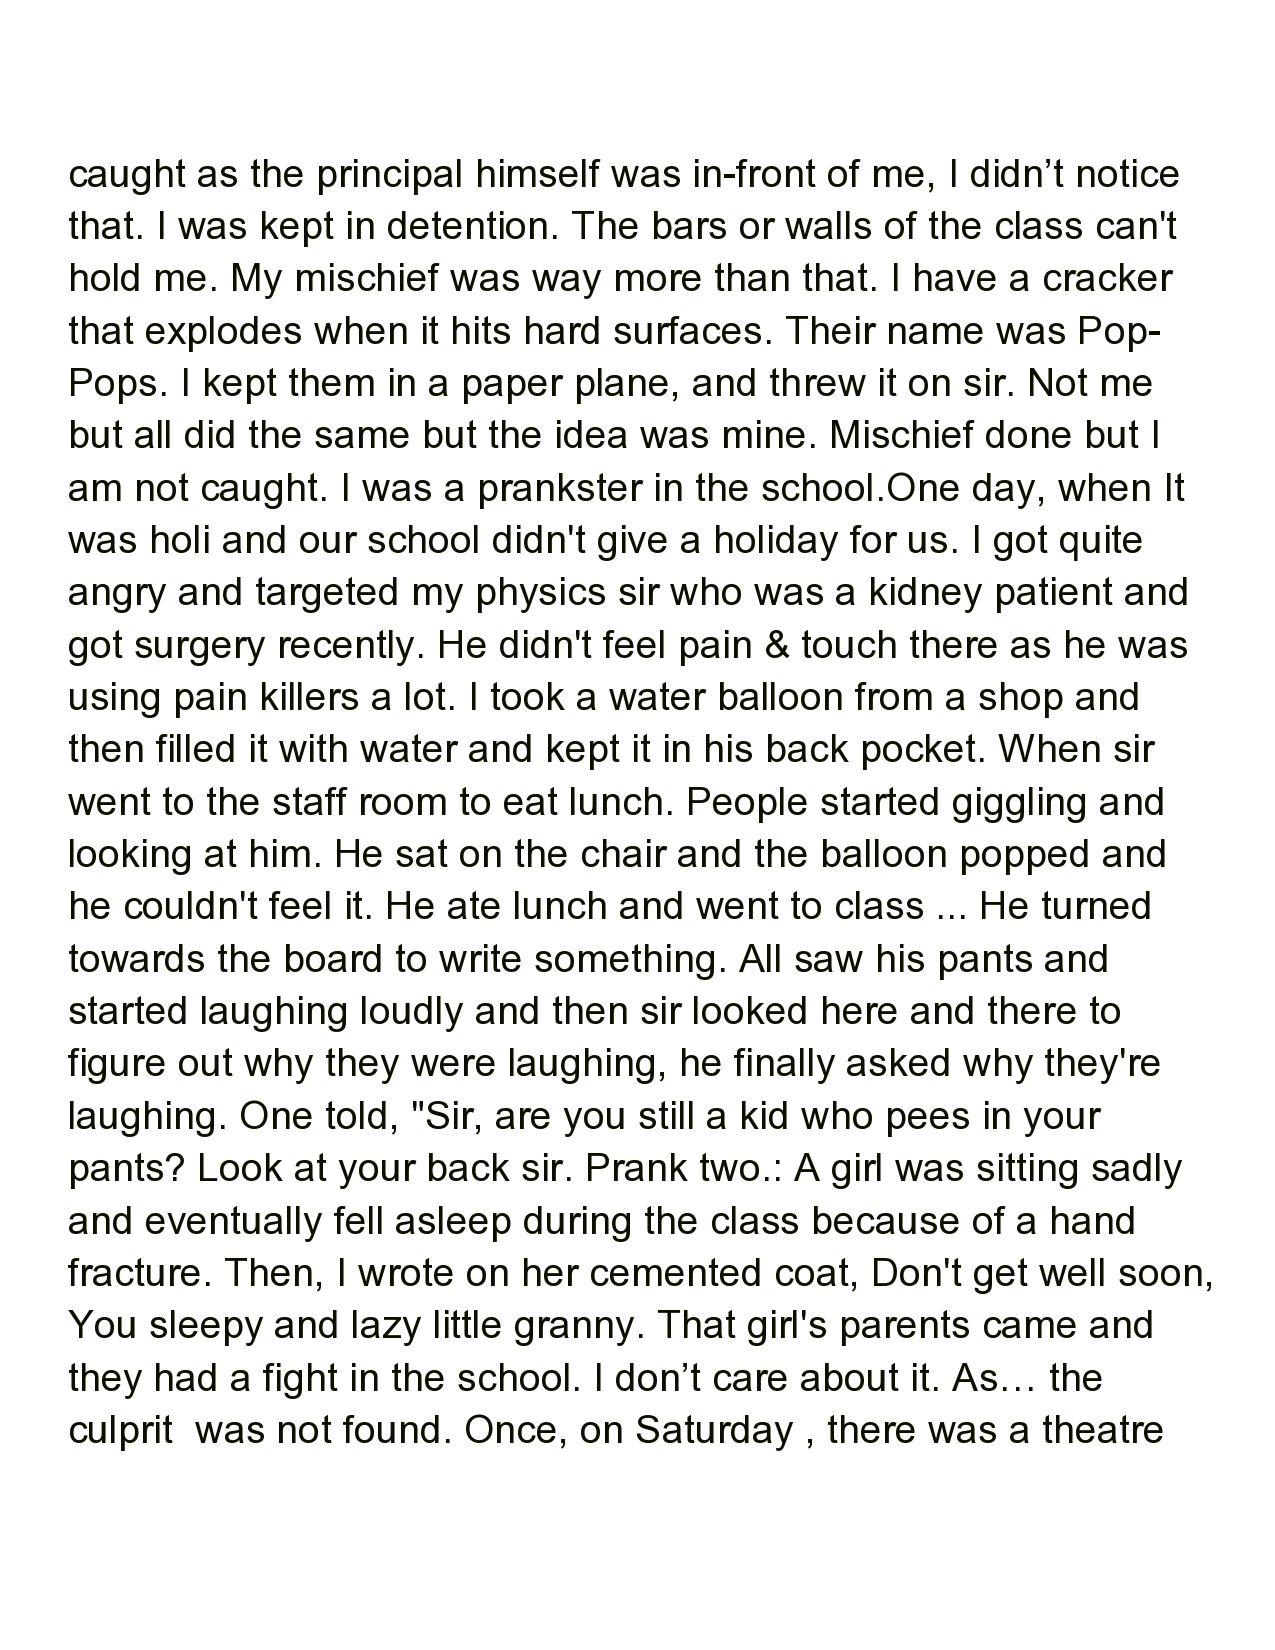 caught as the principal himself was in-front of me, I didn’t notice
that. I was kept in detention. The bars or walls of the class can't
hold me. My mischief was way more than that. I have a cracker
that explodes when it hits hard surfaces. Their name was Pop-
Pops. I kept them in a paper plane, and threw it on sir. Not me
but all did the same but the idea was mine. Mischief done but I
am not caught. I was a prankster in the school.One day, when It
was holi and our school didn't give a holiday for us. I got quite
angry and targeted my physics sir who was a kidney patient and
got surgery recently. He didn't feel pain & touch there as he was
using pain killers a lot. I took a water balloon from a shop and
then filled it with water and kept it in his back pocket. When sir
went to the staff room to eat lunch. People started giggling and
looking at him. He sat on the chair and the balloon popped and
he couldn't feel it. He ate lunch and went to class ... He turned
towards the board to write something. All saw his pants and
started laughing loudly and then sir looked here and there to
figure out why they were laughing, he finally asked why they're
laughing. One told, "Sir, are you still a kid who pees in your
pants? Look at your back sir. Prank two.: A girl was sitting sadly
and eventually fell asleep during the class because of a hand
fracture. Then, I wrote on her cemented coat, Don't get well soon,
You sleepy and lazy little granny. That girl's parents came and
they had a fight in the school. I don’t care about it. As… the
culprit  was not found. Once, on Saturday , there was a theatre